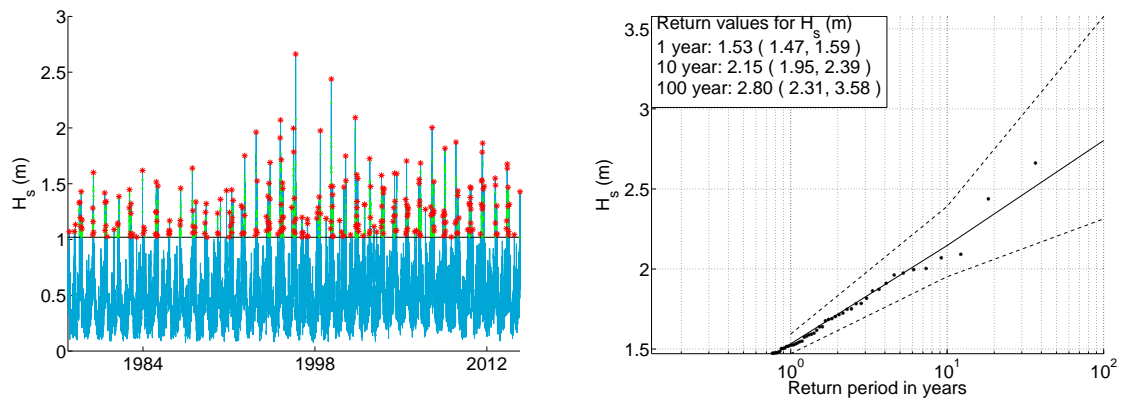 3
2.5
2
1.5
1
0.5
0
H_s (m)
1984
1998
2012
Return values for H_s (m)
1 year: 1.53 ( 1.47, 1.59 )
10 year: 2.15 ( 1.95, 2.39 )
100 year: 2.80 ( 2.31, 3.58 )
3.5
3
2.5
2
1.5
H_s (m)
10^0
10^1
10^2
Return period in years